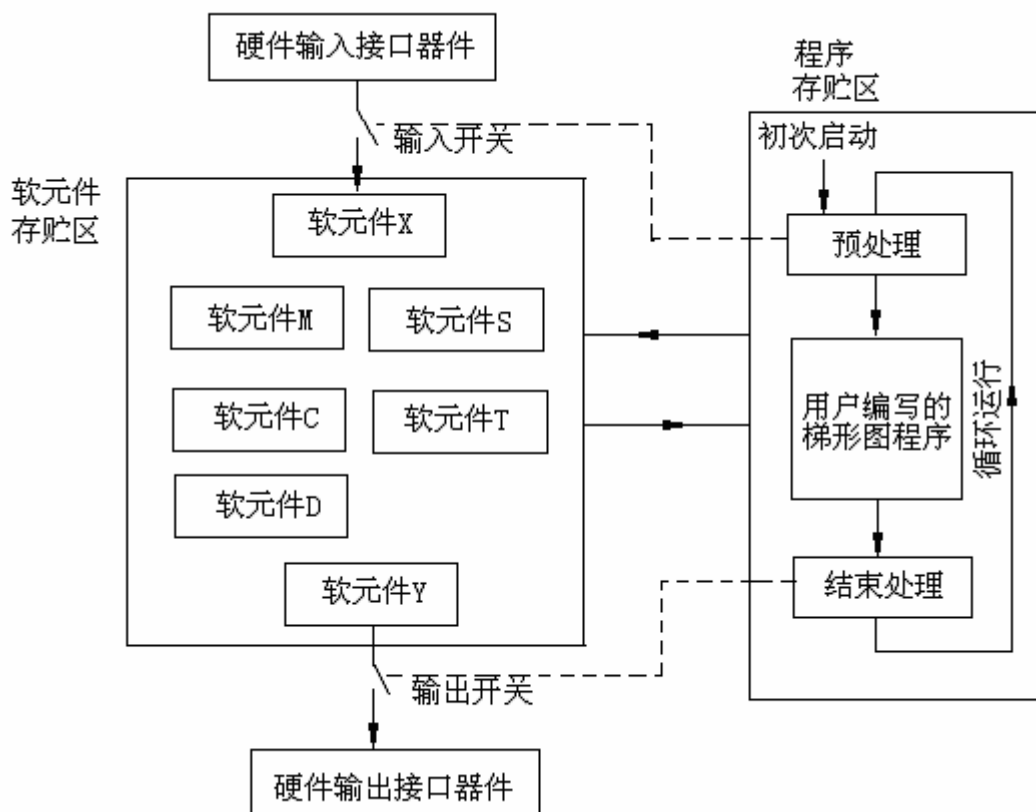 硬件输入接口器件
程序
存贮区
输入开关
初次启动
软元件
存贮区
软元件X
预处理
软元件M
软元件S
用户编写的
梯形图程序
循环运行
软元件C
软元件T
软元件D
软元件Y
结束处理
输出开关
硬件输出接口器件